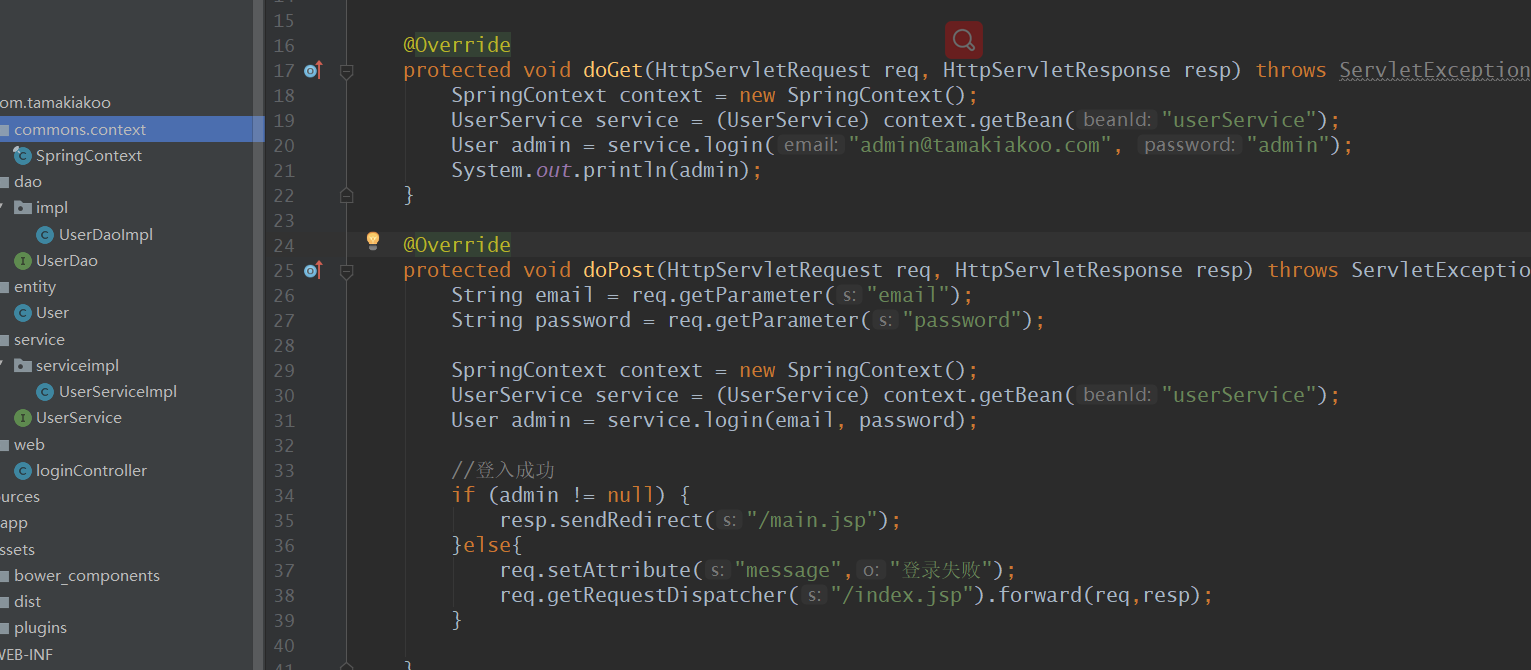 om.tamakiakoo
commons.context
SpringContext
dao
impl
UserDaoImpl
UserDao
entity
User
service
serviceimpl
UserServiceImpl
UserService
web
loginController
urces
app
ssets
bower_components
dist
plugins
WEB-INF
15
16 @Override
17 protected void doGet(HttpServletRequest req, HttpServletResponse resp) throws ServletException
18 SpringContext context = new SpringContext();
19 UserService service = (UserService) context.getBean( beanId: "userService");
20 User admin = service.login( email: "admin@tamakiakoo.com", password: "admin");
21 System.out.println(admin);
22 }
23
24 @Override
25 protected void doPost(HttpServletRequest req, HttpServletResponse resp) throws ServletExceptio
26 String email = req.getParameter( s: "email");
27 String password = req.getParameter( s: "password");
28
29 SpringContext context = new SpringContext();
30 UserService service = (UserService) context.getBean( beanId: "userService");
31 User admin = service.login(email, password);
32
33 //登入成功
34 if (admin != null) {
35 resp.sendRedirect( s: "/main.jsp");
36 }else{
37 req.setAttribute( s: "message", o: "登录失败");
38 req.getRequestDispatcher( s: "/index.jsp").forward(req,resp);
39 }
40
41 }